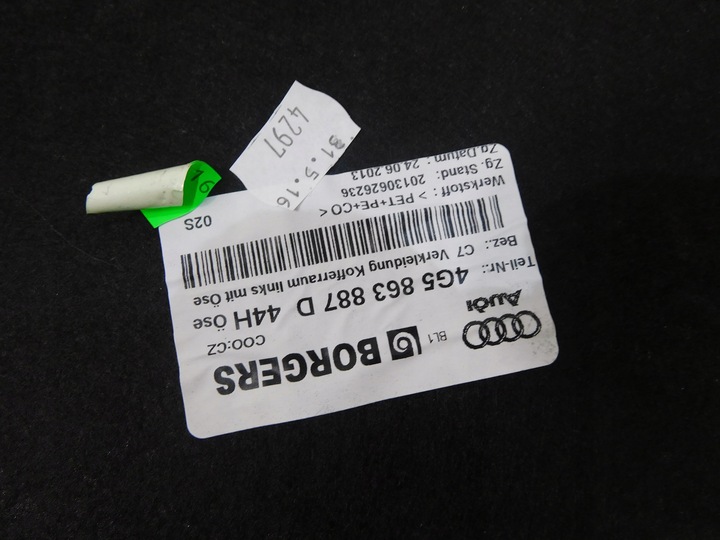 Audi
BL1
BORGERS
COO:CZ
Teil-Nr.: 4G5 863 887 D 44H Öse
Bez.: C7 Verkleidung Kofferraum links mit Öse
Werkstoff : > PET+PE+CO <
02S
Zg. Stand: 20130626236
Zg.Datum : 24.06.2013
4297
31.5.16